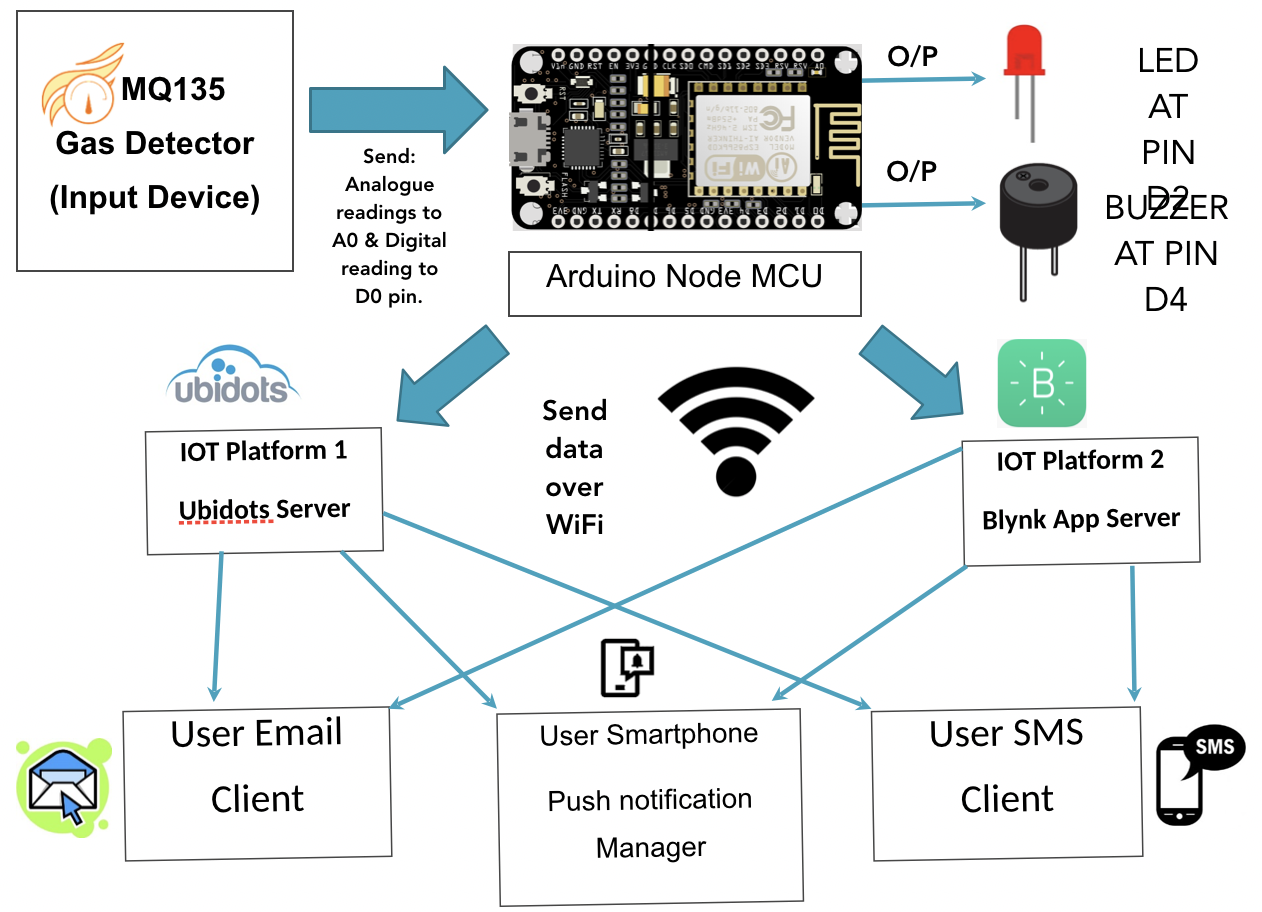 MQ135
Gas Detector
(Input Device)
Send:
Analogue
readings to
A0 & Digital
reading to
D0 pin.
RST
FLASH
Arduino Node MCU
O/P
O/P
LED
AT
PIN
D2
BUZZER
AT PIN
D4
ubidots
IOT Platform 1
Ubidots Server
Send
data
over
WiFi
B
IOT Platform 2
Blynk App Server
User Email
Client
User Smartphone
Push notification
Manager
User SMS
Client
SMS